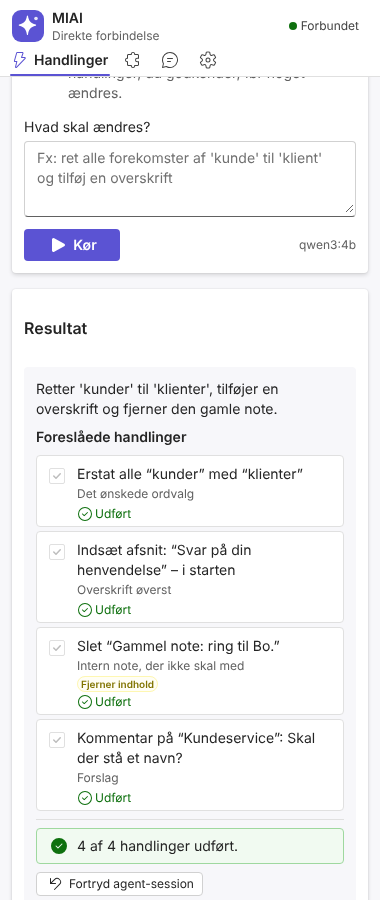 MIAI
Direkte forbindelse
Forbundet
Handlinger
ændres.
Hvad skal ændres?
Fx: ret alle forekomster af 'kunde' til 'klient'
og tilføj en overskrift
Kør
qwen3:4b
Resultat
Retter 'kunder' til 'klienter', tilføjer en
overskrift og fjerner den gamle note.
Foreslåede handlinger
Erstat alle “kunder” med “klienter”
Det ønskede ordvalg
Udført
Indsæt afsnit: “Svar på din
henvendelse” – i starten
Overskrift øverst
Udført
Slet “Gammel note: ring til Bo.”
Intern note, der ikke skal med
Fjerner indhold
Udført
Kommentar på “Kundeservice”: Skal
der stå et navn?
Forslag
Udført
4 af 4 handlinger udført.
Fortryd agent-session